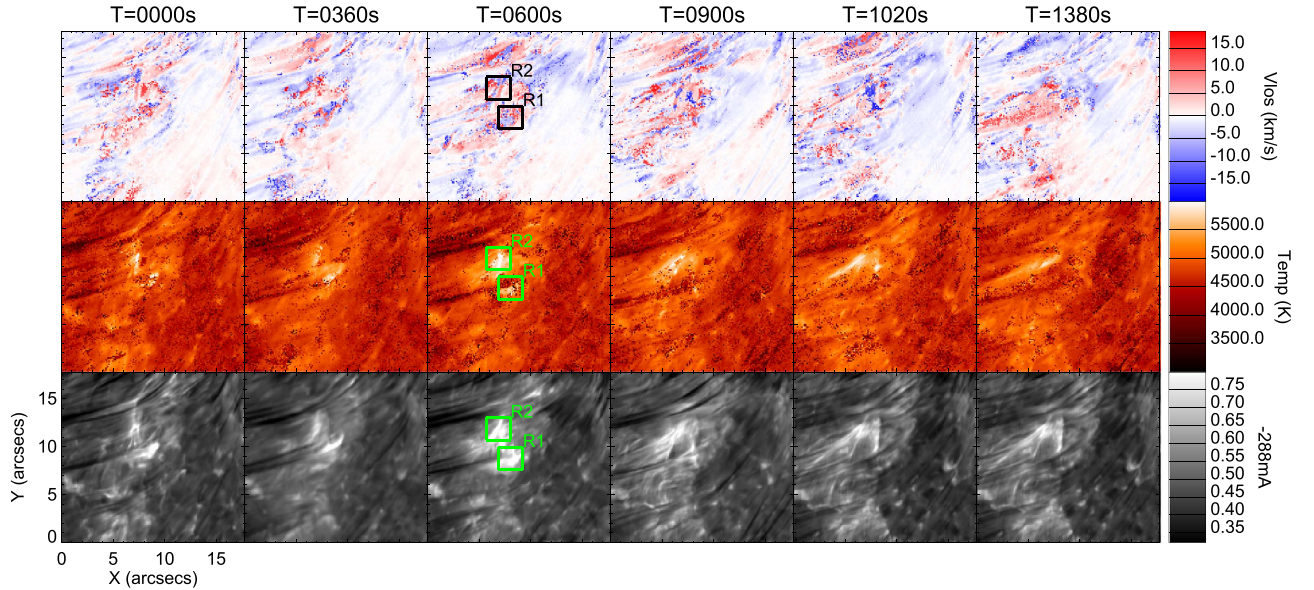 T=0000s T=0360s T=0600s T=0900s T=1020s T=1380s
R2
R1
15.0
10.0
5.0
0.0
-5.0
-10.0
-15.0
Vlos (km/s)
R2
R1
5500.0
5000.0
4500.0
4000.0
3500.0
Temp (K)
R2
R1
0.75
0.70
0.65
0.60
0.55
0.50
0.45
0.40
0.35
-288mA
15
10
5
0
Y (arcsecs)
0 5 10 15
X (arcsecs)